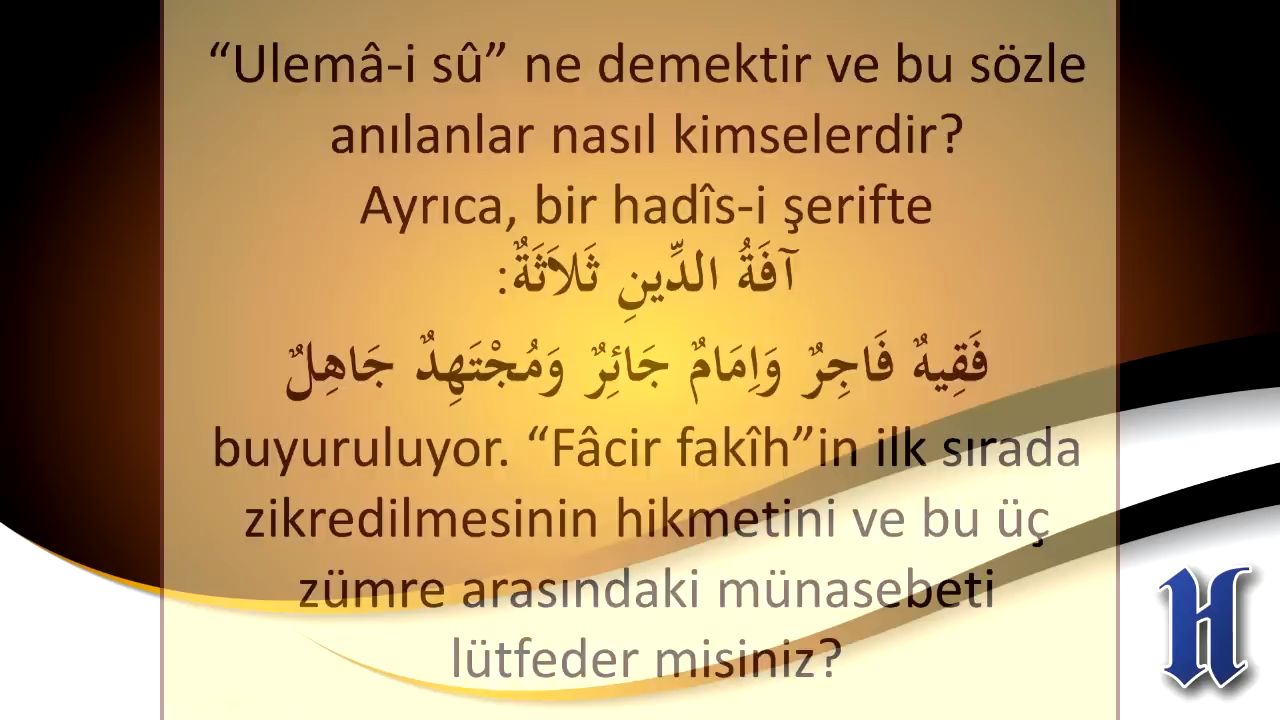 “Ulemâ-i sû” ne demektir ve bu sözle
anılanlar nasıl kimselerdir?
Ayrıca, bir hadîs-i şerifte
آفَةُ الدِّينِ ثَلاَثَةٌ:
فَقِيهٌ فَاجِرٌ وَاِمَامٌ جَائِرٌ وَمُجْتَهِدٌ جَاهِلٌ
buyuruluyor. “Fâcir fakîh”in ilk sırada
zikredilmesinin hikmetini ve bu üç
zümre arasındaki münasebeti
lütfeder misiniz?
H